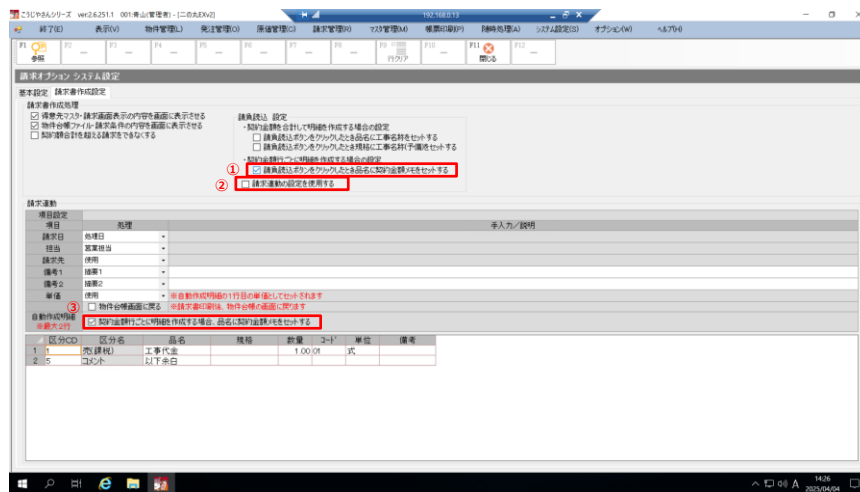 こうじやさんシリーズ ver.2.6.251.1 001:青山(管理者) - [二の丸EXv2]
192.168.0.13
終了(E) 表示(V) 物件管理(L) 発注管理(O) 原価管理(C) 請求管理(R) マスタ管理(M) 帳票印刷(P) 随時処理(A) システム設定(S) オプション(W) ヘルプ(H)
F1 参照 F2 F3 F4 F5 F6 F7 F8 F9 行クリア F10 F11 閉じる F12
請求オプション システム設定
基本設定 請求書作成設定
請求書作成処理
得意先マスタ・請求画面表示の内容を画面に表示させる
物件台帳ファイル・請求条件の内容を画面に表示させる
契約額合計を超える請求をできなくする
請負読込 設定
・契約金額を合計して明細を作成する場合の設定
請負読込ボタンをクリックしたとき品名に工事名称をセットする
請負読込ボタンをクリックしたとき規格に工事名称(予備)をセットする
・契約金額行ごとに明細を作成する場合の設定
① 請負読込ボタンをクリックしたとき品名に契約金額メモをセットする
② 請求連動の設定を使用する
請求連動
項目設定
項目 処理 手入力/説明
請求日 処理日
担当 営業担当
請求先 使用
備考1 摘要1
備考2 摘要2
単価 使用 ※自動作成明細の1行目の単価としてセットされます
③ 物件台帳画面に戻る ※請求書印刷後、物件台帳の画面に戻ります
自動作成明細
※最大2行
契約金額行ごとに明細を作成する場合、品名に契約金額メモをセットする
区分CD 区分名 品名 規格 数量 コード 単位 備考
1 1 売(課税) 工事代金 1.00 01 式
2 5 コメント 以下余白
A 14:26
2025/04/04